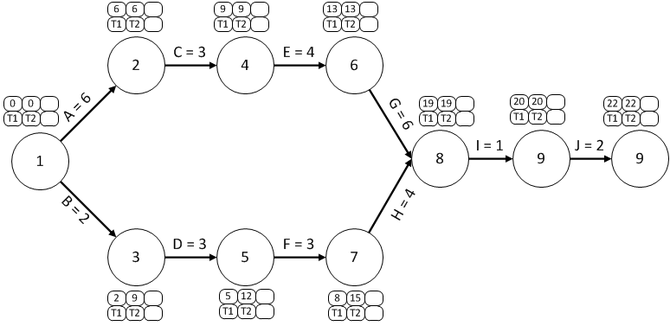 6 6
T1 T2
9 9
T1 T2
13 13
T1 T2
2
C = 3
4
E = 4
6
0 0
T1 T2
A = 6
G = 6
19 19
T1 T2
20 20
T1 T2
22 22
T1 T2
1
8
I = 1
9
J = 2
9
B = 2
H = 4
3
D = 3
5
F = 3
7
2 9
T1 T2
5 12
T1 T2
8 15
T1 T2